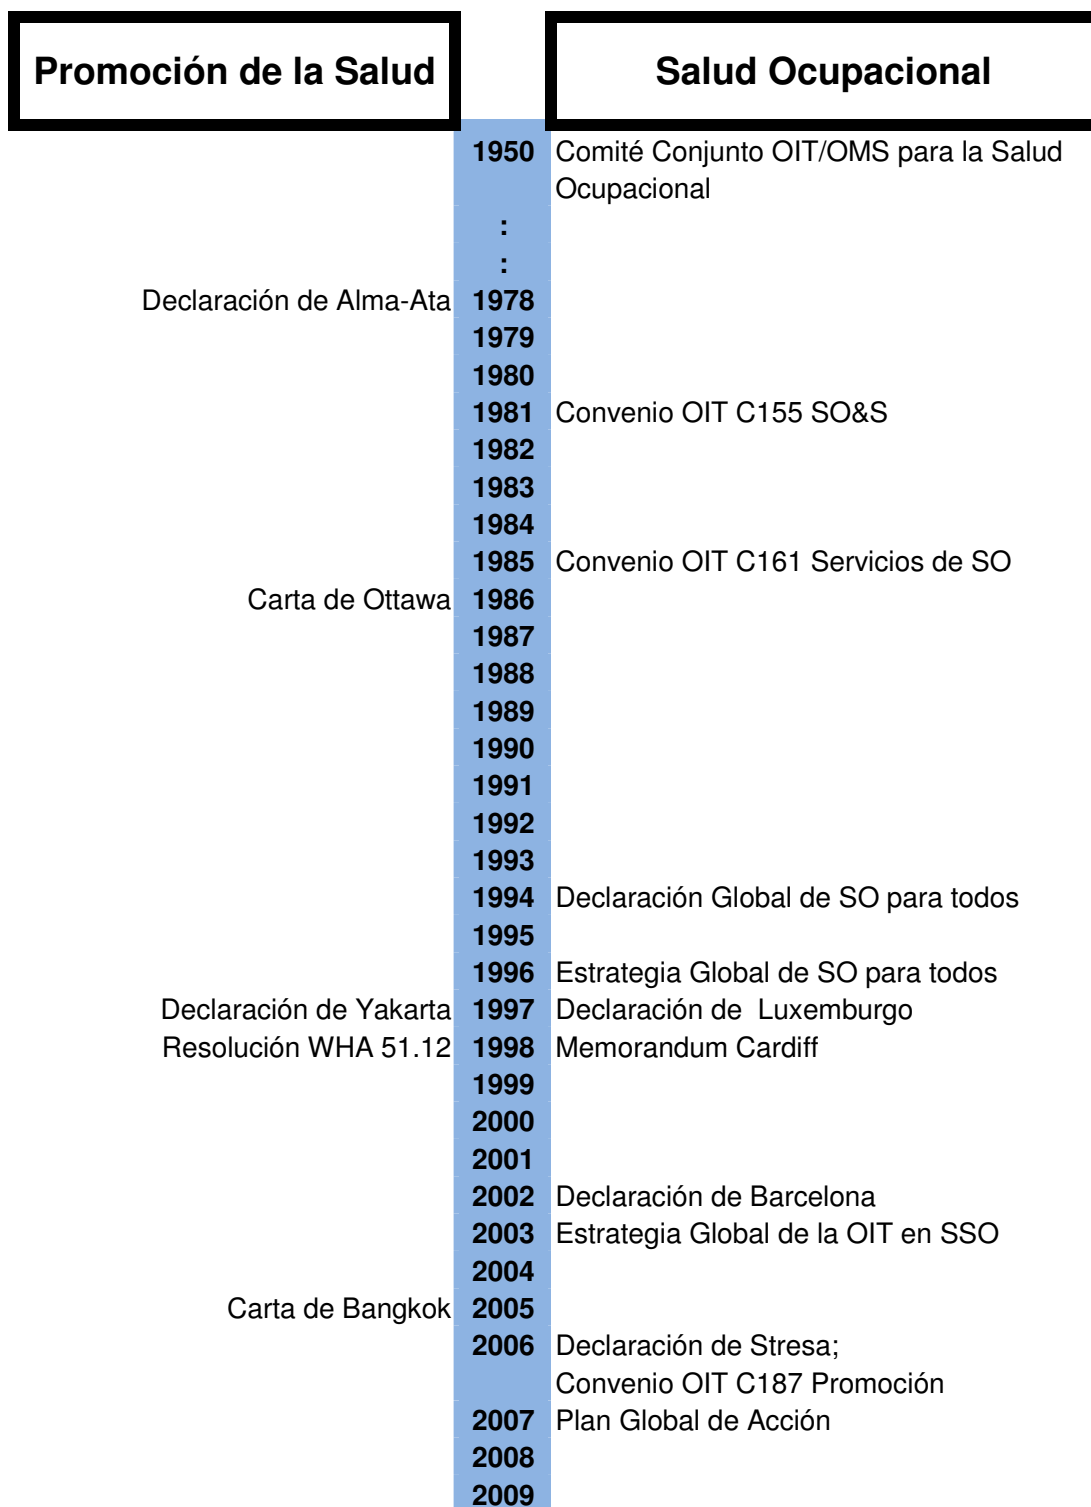 Promoción de la Salud Salud Ocupacional
1950 Comité Conjunto OIT/OMS para la Salud
Ocupacional
:
:
Declaración de Alma-Ata 1978
1979
1980
1981 Convenio OIT C155 SO&S
1982
1983
1984
1985 Convenio OIT C161 Servicios de SO
Carta de Ottawa 1986
1987
1988
1989
1990
1991
1992
1993
1994 Declaración Global de SO para todos
1995
1996 Estrategia Global de SO para todos
Declaración de Yakarta 1997 Declaración de Luxemburgo
Resolución WHA 51.12 1998 Memorandum Cardiff
1999
2000
2001
2002 Declaración de Barcelona
2003 Estrategia Global de la OIT en SSO
2004
Carta de Bangkok 2005
2006 Declaración de Stresa;
Convenio OIT C187 Promoción
2007 Plan Global de Acción
2008
2009